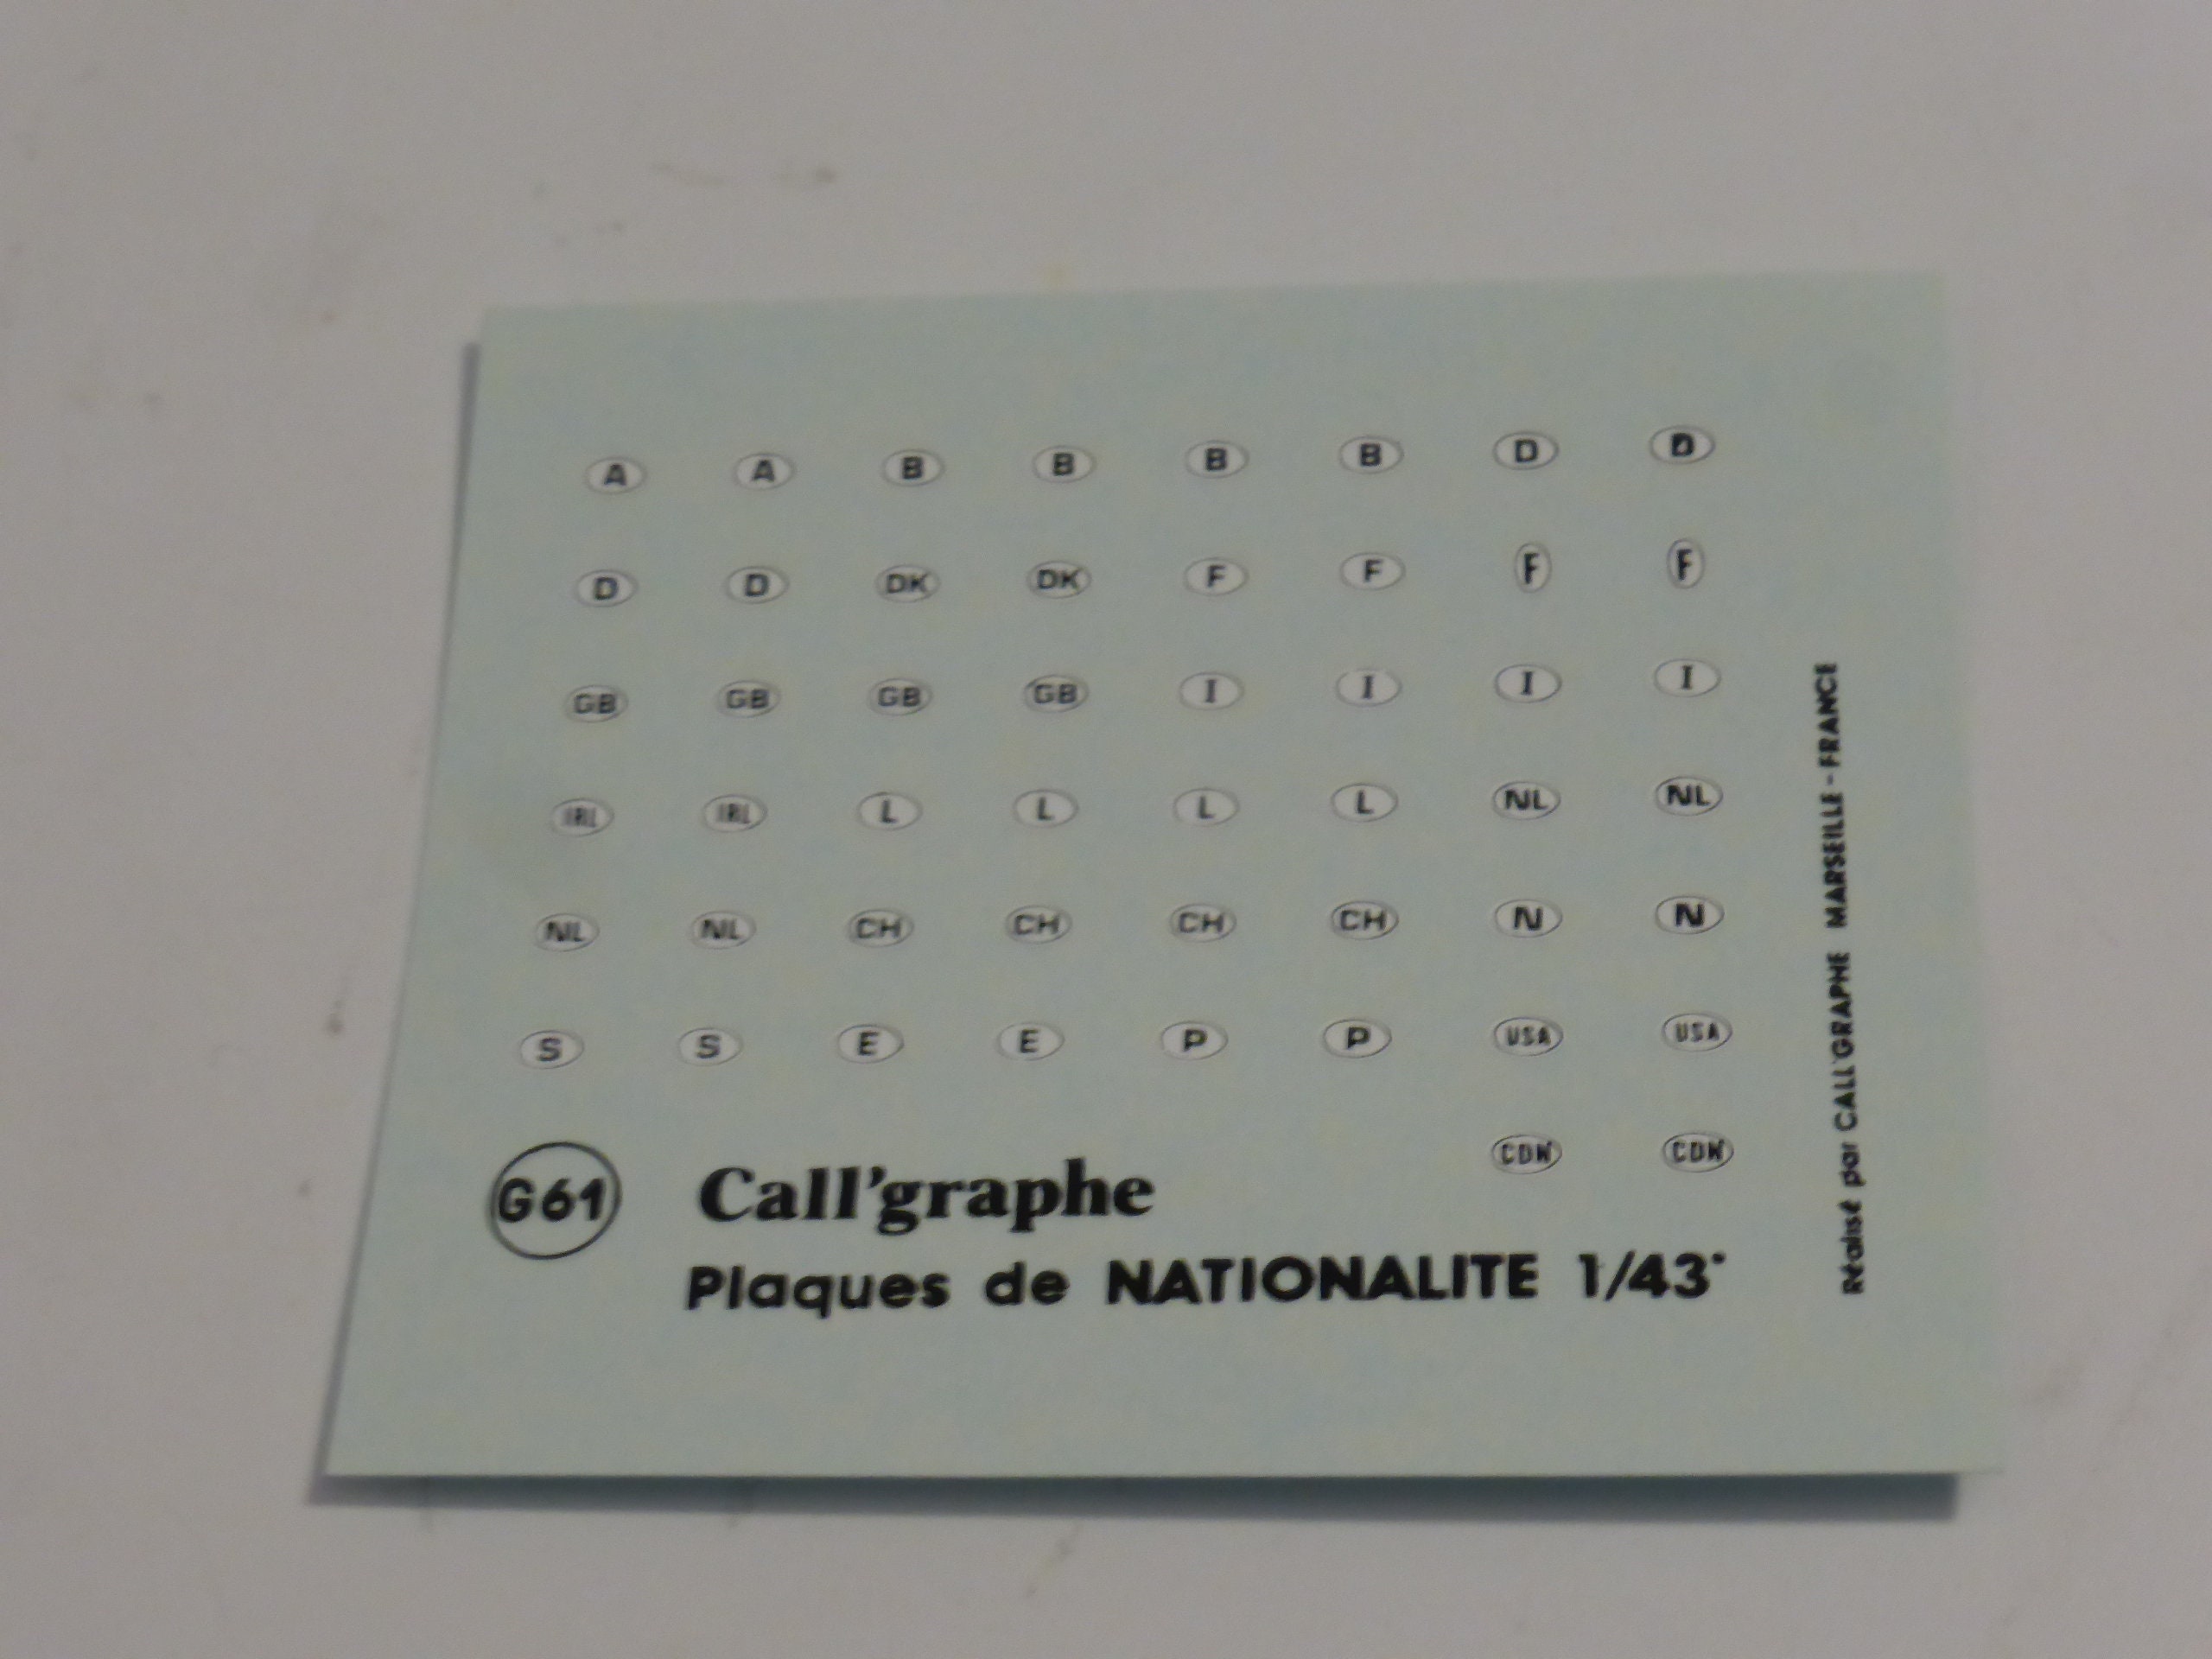 A A B B B B D D
D D DK DK F F F F
GB GB GB GB I I I I
IRL IRL L L L L NL NL
NL NL CH CH CH CH N N
S S E E P P USA USA
CDN CDN
G61
Call'graphe
Plaques de NATIONALITE 1/43°
Réalisé par CALL'GRAPHE MARSEILLE - FRANCE